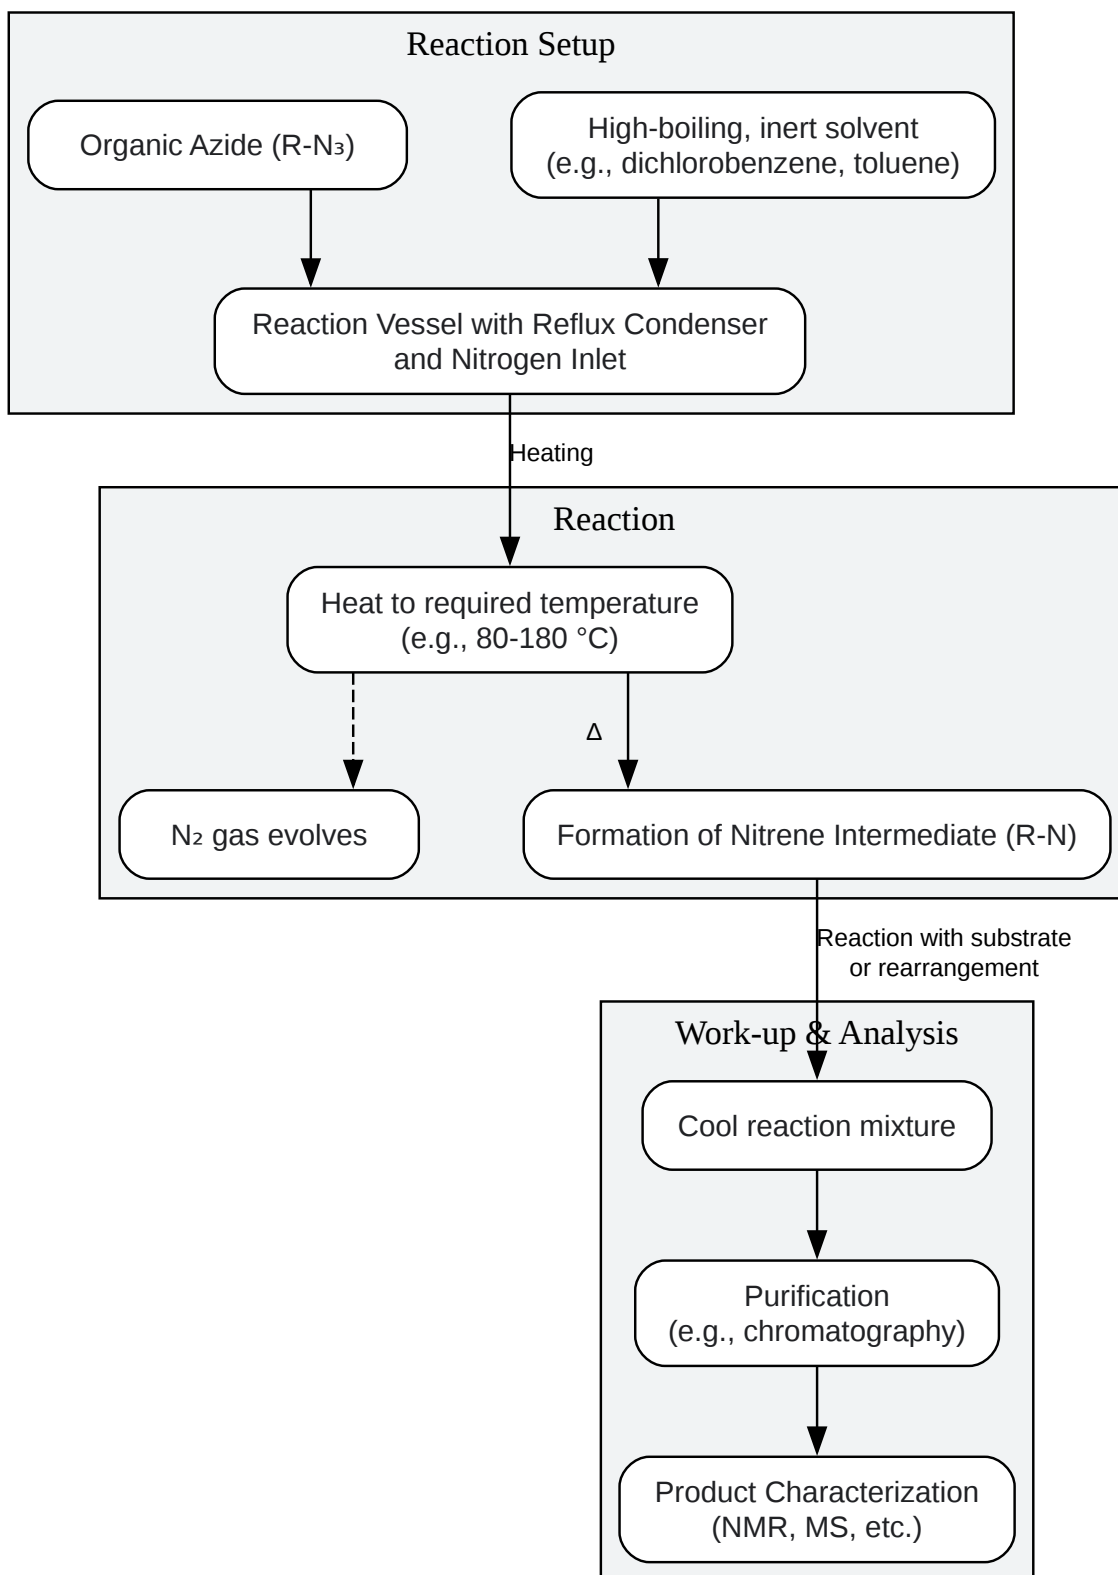 Reaction Setup
Organic Azide (R-N₃)
High-boiling, inert solvent
(e.g., dichlorobenzene, toluene)
Reaction Vessel with Reflux Condenser
and Nitrogen Inlet
Heating
Reaction
Heat to required temperature
(e.g., 80-180 °C)
Δ
N₂ gas evolves
Formation of Nitrene Intermediate (R-N)
Reaction with substrate
or rearrangement
Work-up & Analysis
Cool reaction mixture
Purification
(e.g., chromatography)
Product Characterization
(NMR, MS, etc.)